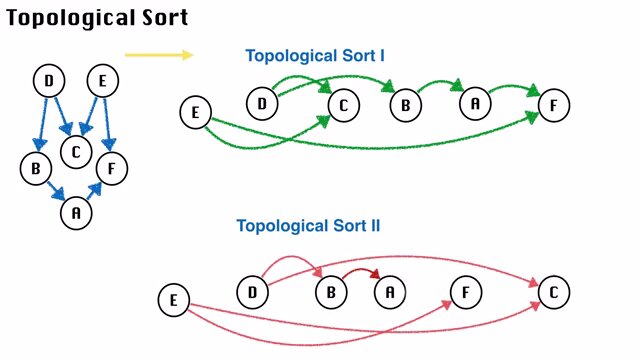 Topological Sort
Topological Sort I
D E
E D C B A F
C
B F
A
Topological Sort II
E D B A F C